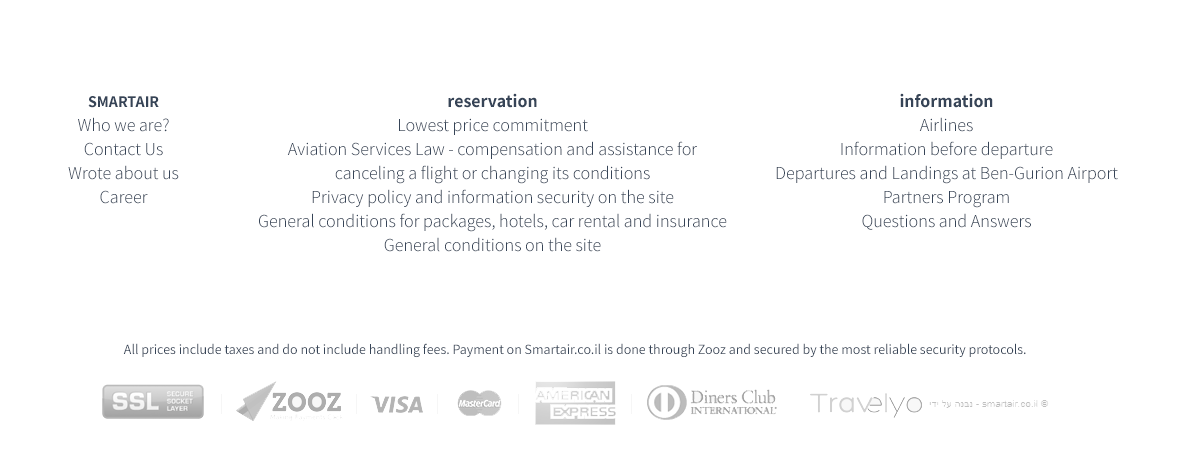 SMARTAIR
Who we are?
Contact Us
Wrote about us
Career
reservation
Lowest price commitment
Aviation Services Law - compensation and assistance for
canceling a flight or changing its conditions
Privacy policy and information security on the site
General conditions for packages, hotels, car rental and insurance
General conditions on the site
information
Airlines
Information before departure
Departures and Landings at Ben-Gurion Airport
Partners Program
Questions and Answers
All prices include taxes and do not include handling fees. Payment on Smartair.co.il is done through Zooz and secured by the most reliable security protocols.
SSL
SECURE
SOCKET
LAYER
ZOOZ
VISA
MasterCard
AMERICAN
EXPRESS
Diners Club
INTERNATIONAL®
Travelyo
© smartair.co.il - נבנה על ידי